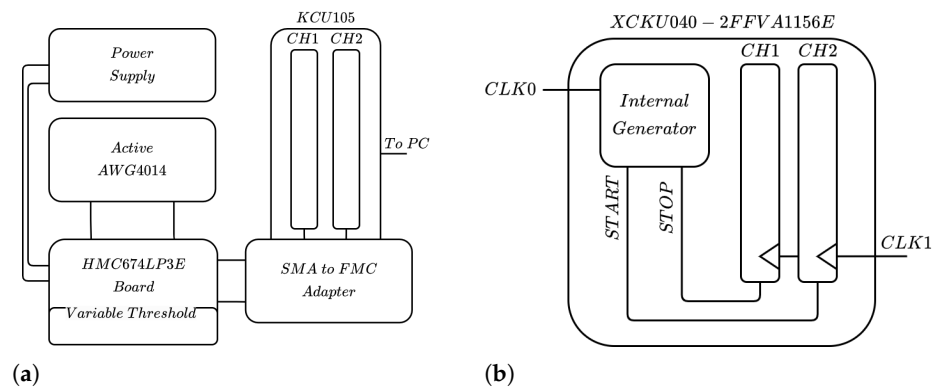 KCU105
CH1 CH2
Power
Supply
Active
AWG4014
To PC
HMC674LP3E
Board
Variable Threshold
SMA to FMC
Adapter
(a)
XCKU040 – 2FFVA1156E
CH1 CH2
CLK0
Internal
Generator
START
STOP
CLK1
(b)